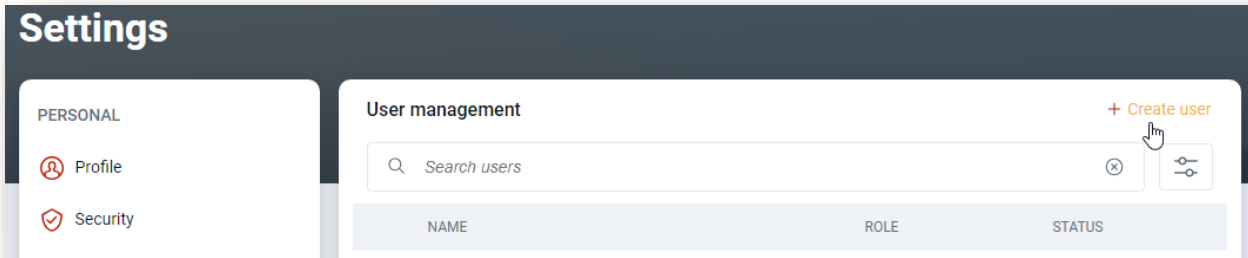 Settings
PERSONAL
Profile
Security
User management
+ Create user
Search users
NAME ROLE STATUS